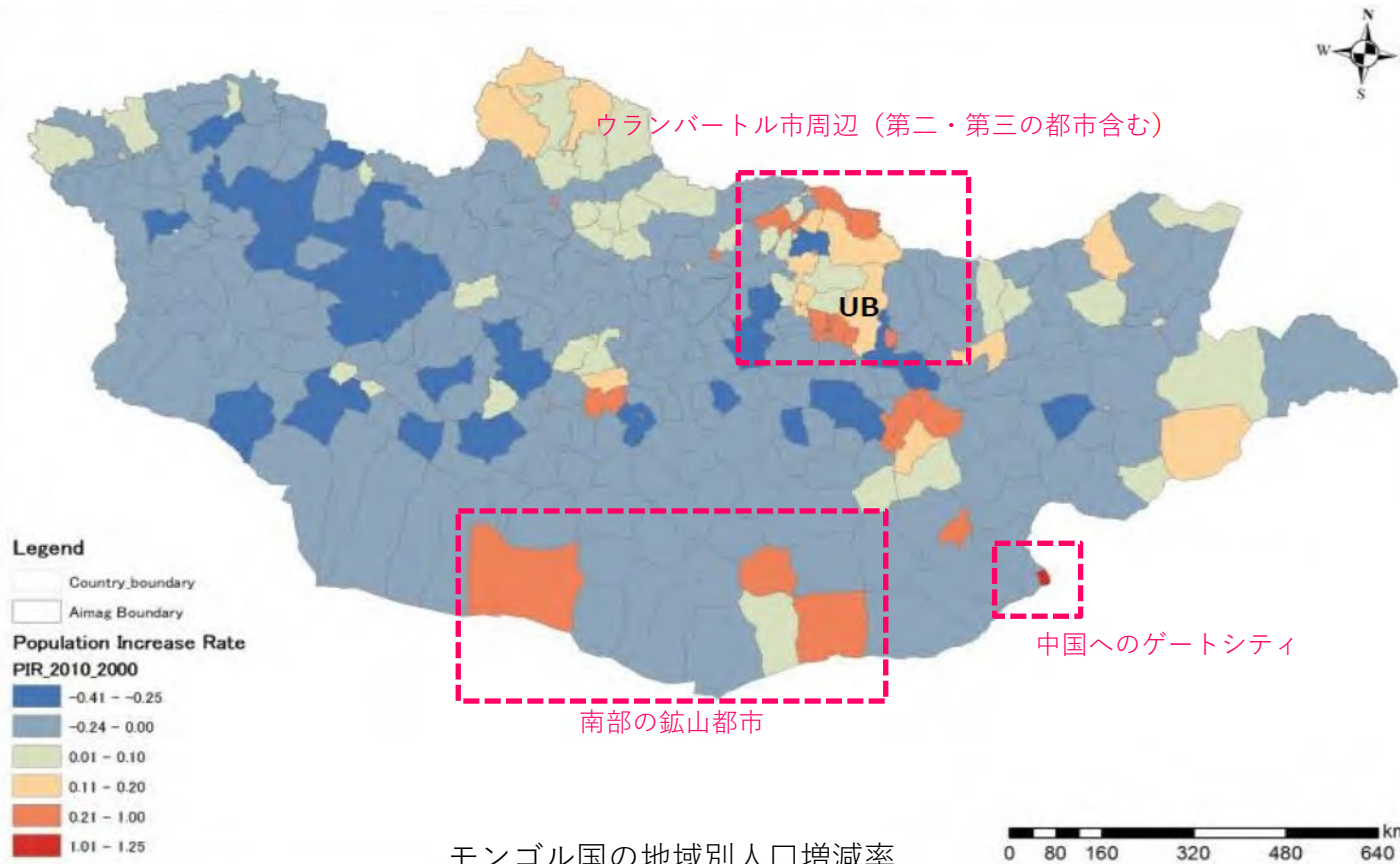 N
W
S
ウランバートル市周辺（第二・第三の都市含む）
UB
Legend
Country_boundary
Aimag Boundary
Population Increase Rate
PIR_2010_2000
-0.41 - -0.25
-0.24 - 0.00
0.01 - 0.10
0.11 - 0.20
0.21 - 1.00
1.01 - 1.25
中国へのゲートシティ
南部の鉱山都市
モンゴル国の地域別人口増減率
km
0 80 160 320 480 640